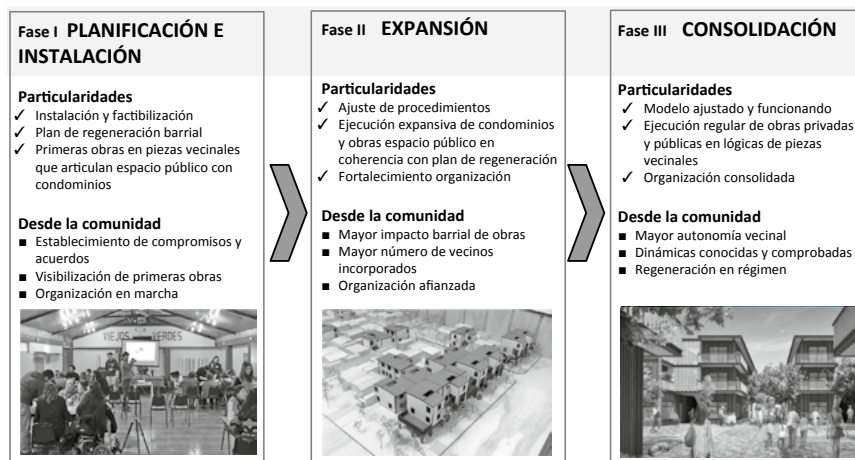 Fase I PLANIFICACIÓN E
INSTALACIÓN
Particularidades
✓ Instalación y factibilización
✓ Plan de regeneración barrial
✓ Primeras obras en piezas vecinales
que articulan espacio público con
condominios
Desde la comunidad
■ Establecimiento de compromisos y
acuerdos
■ Visibilización de primeras obras
■ Organización en marcha
VIEJOS VERDES
Fase II EXPANSIÓN
Particularidades
✓ Ajuste de procedimientos
✓ Ejecución expansiva de condominios
y obras espacio público en
coherencia con plan de regeneración
✓ Fortalecimiento organización
Desde la comunidad
■ Mayor impacto barrial de obras
■ Mayor número de vecinos
incorporados
■ Organización afianzada
Fase III CONSOLIDACIÓN
Particularidades
✓ Modelo ajustado y funcionando
✓ Ejecución regular de obras privadas
y públicas en lógicas de piezas
vecinales
✓ Organización consolidada
Desde la comunidad
■ Mayor autonomía vecinal
■ Dinámicas conocidas y comprobadas
■ Regeneración en régimen